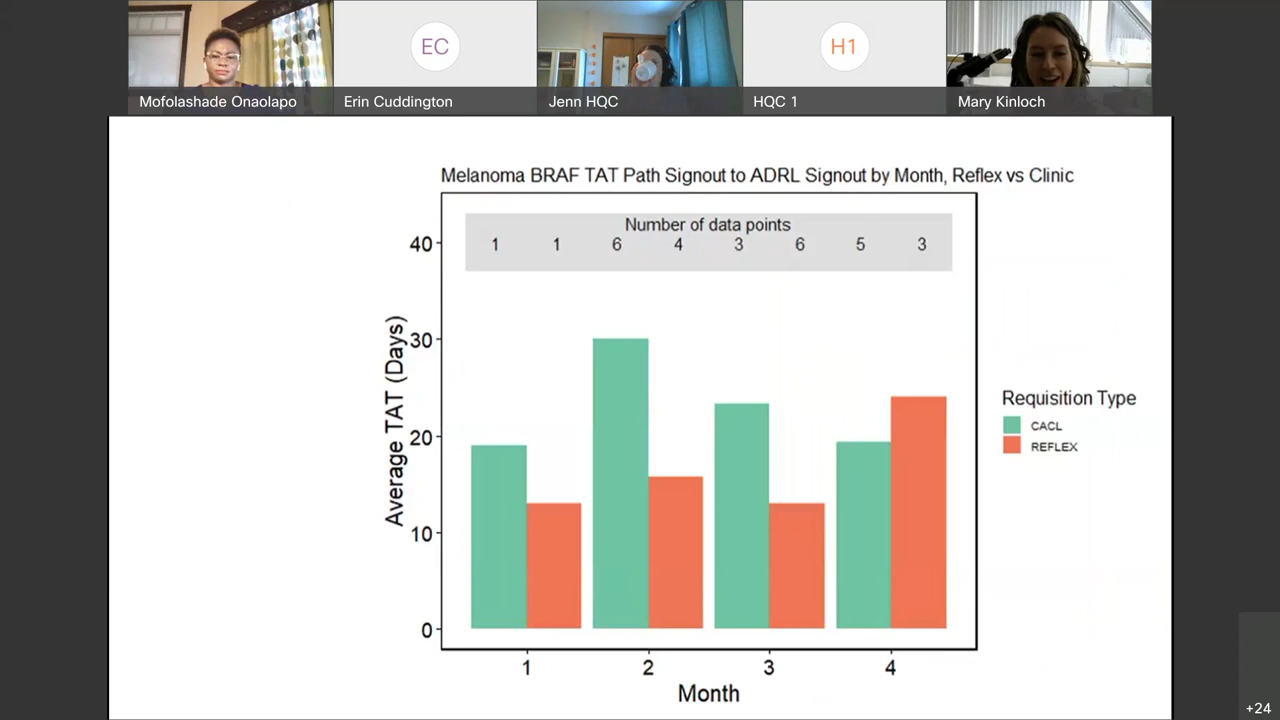 EC
H1
Mofolashade Onaolapo
Erin Cuddington
Jenn HQC
HQC 1
Mary Kinloch
Melanoma BRAF TAT Path Signout to ADRL Signout by Month, Reflex vs Clinic
Number of data points
1 1 6 4 3 6 5 3
40
30
20
10
0
Average TAT (Days)
1 2 3 4
Month
Requisition Type
CACL
REFLEX
+24